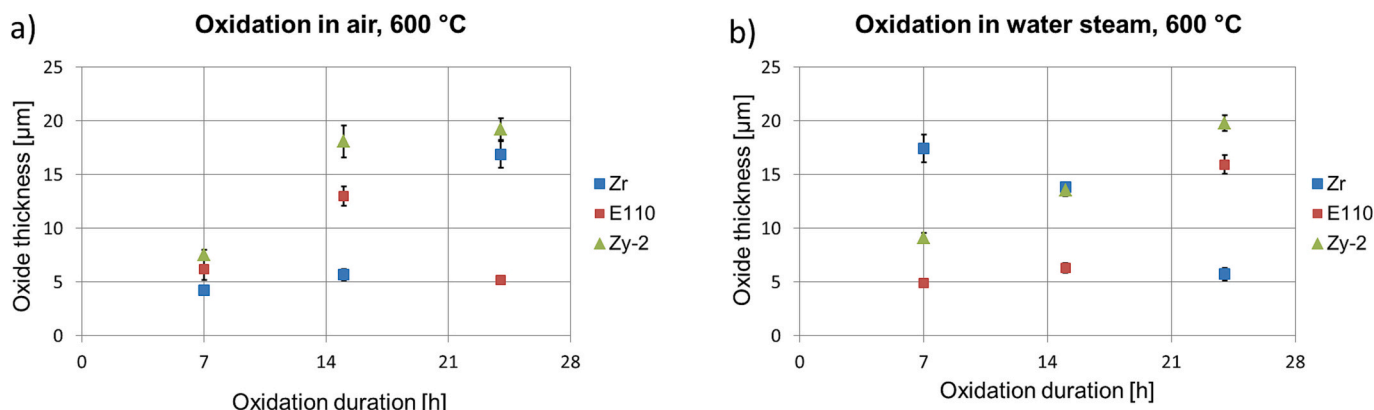 a)
Oxidation in air, 600 °C
Oxide thickness [µm]
25
20
15
10
5
0
0 7 14 21 28
Oxidation duration [h]
Zr
E110
Zy-2
b)
Oxidation in water steam, 600 °C
Oxide thickness [µm]
25
20
15
10
5
0
0 7 14 21 28
Oxidation duration [h]
Zr
E110
Zy-2